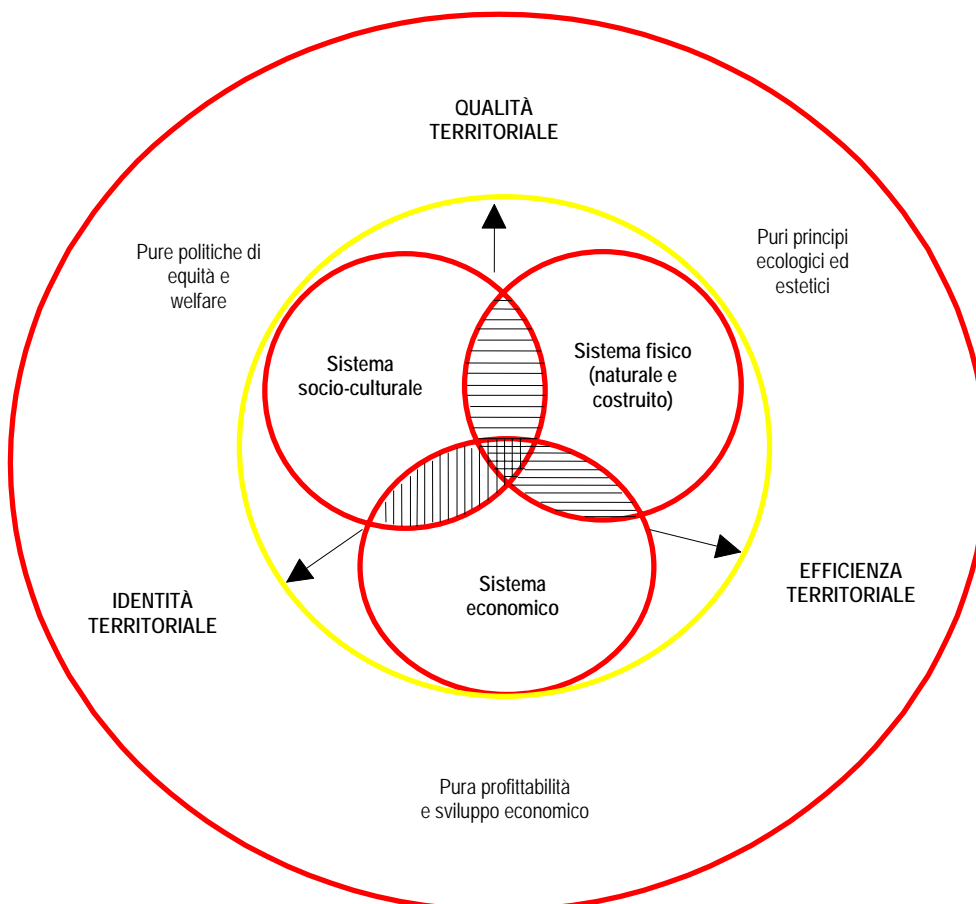 QUALITÀ
TERRITORIALE
Pure politiche di
equità e
welfare
Puri principi
ecologici ed
estetici
Sistema
socio-culturale
Sistema fisico
(naturale e
costruito)
Sistema
economico
IDENTITÀ
TERRITORIALE
EFFICIENZA
TERRITORIALE
Pura profittabilità
e sviluppo economico